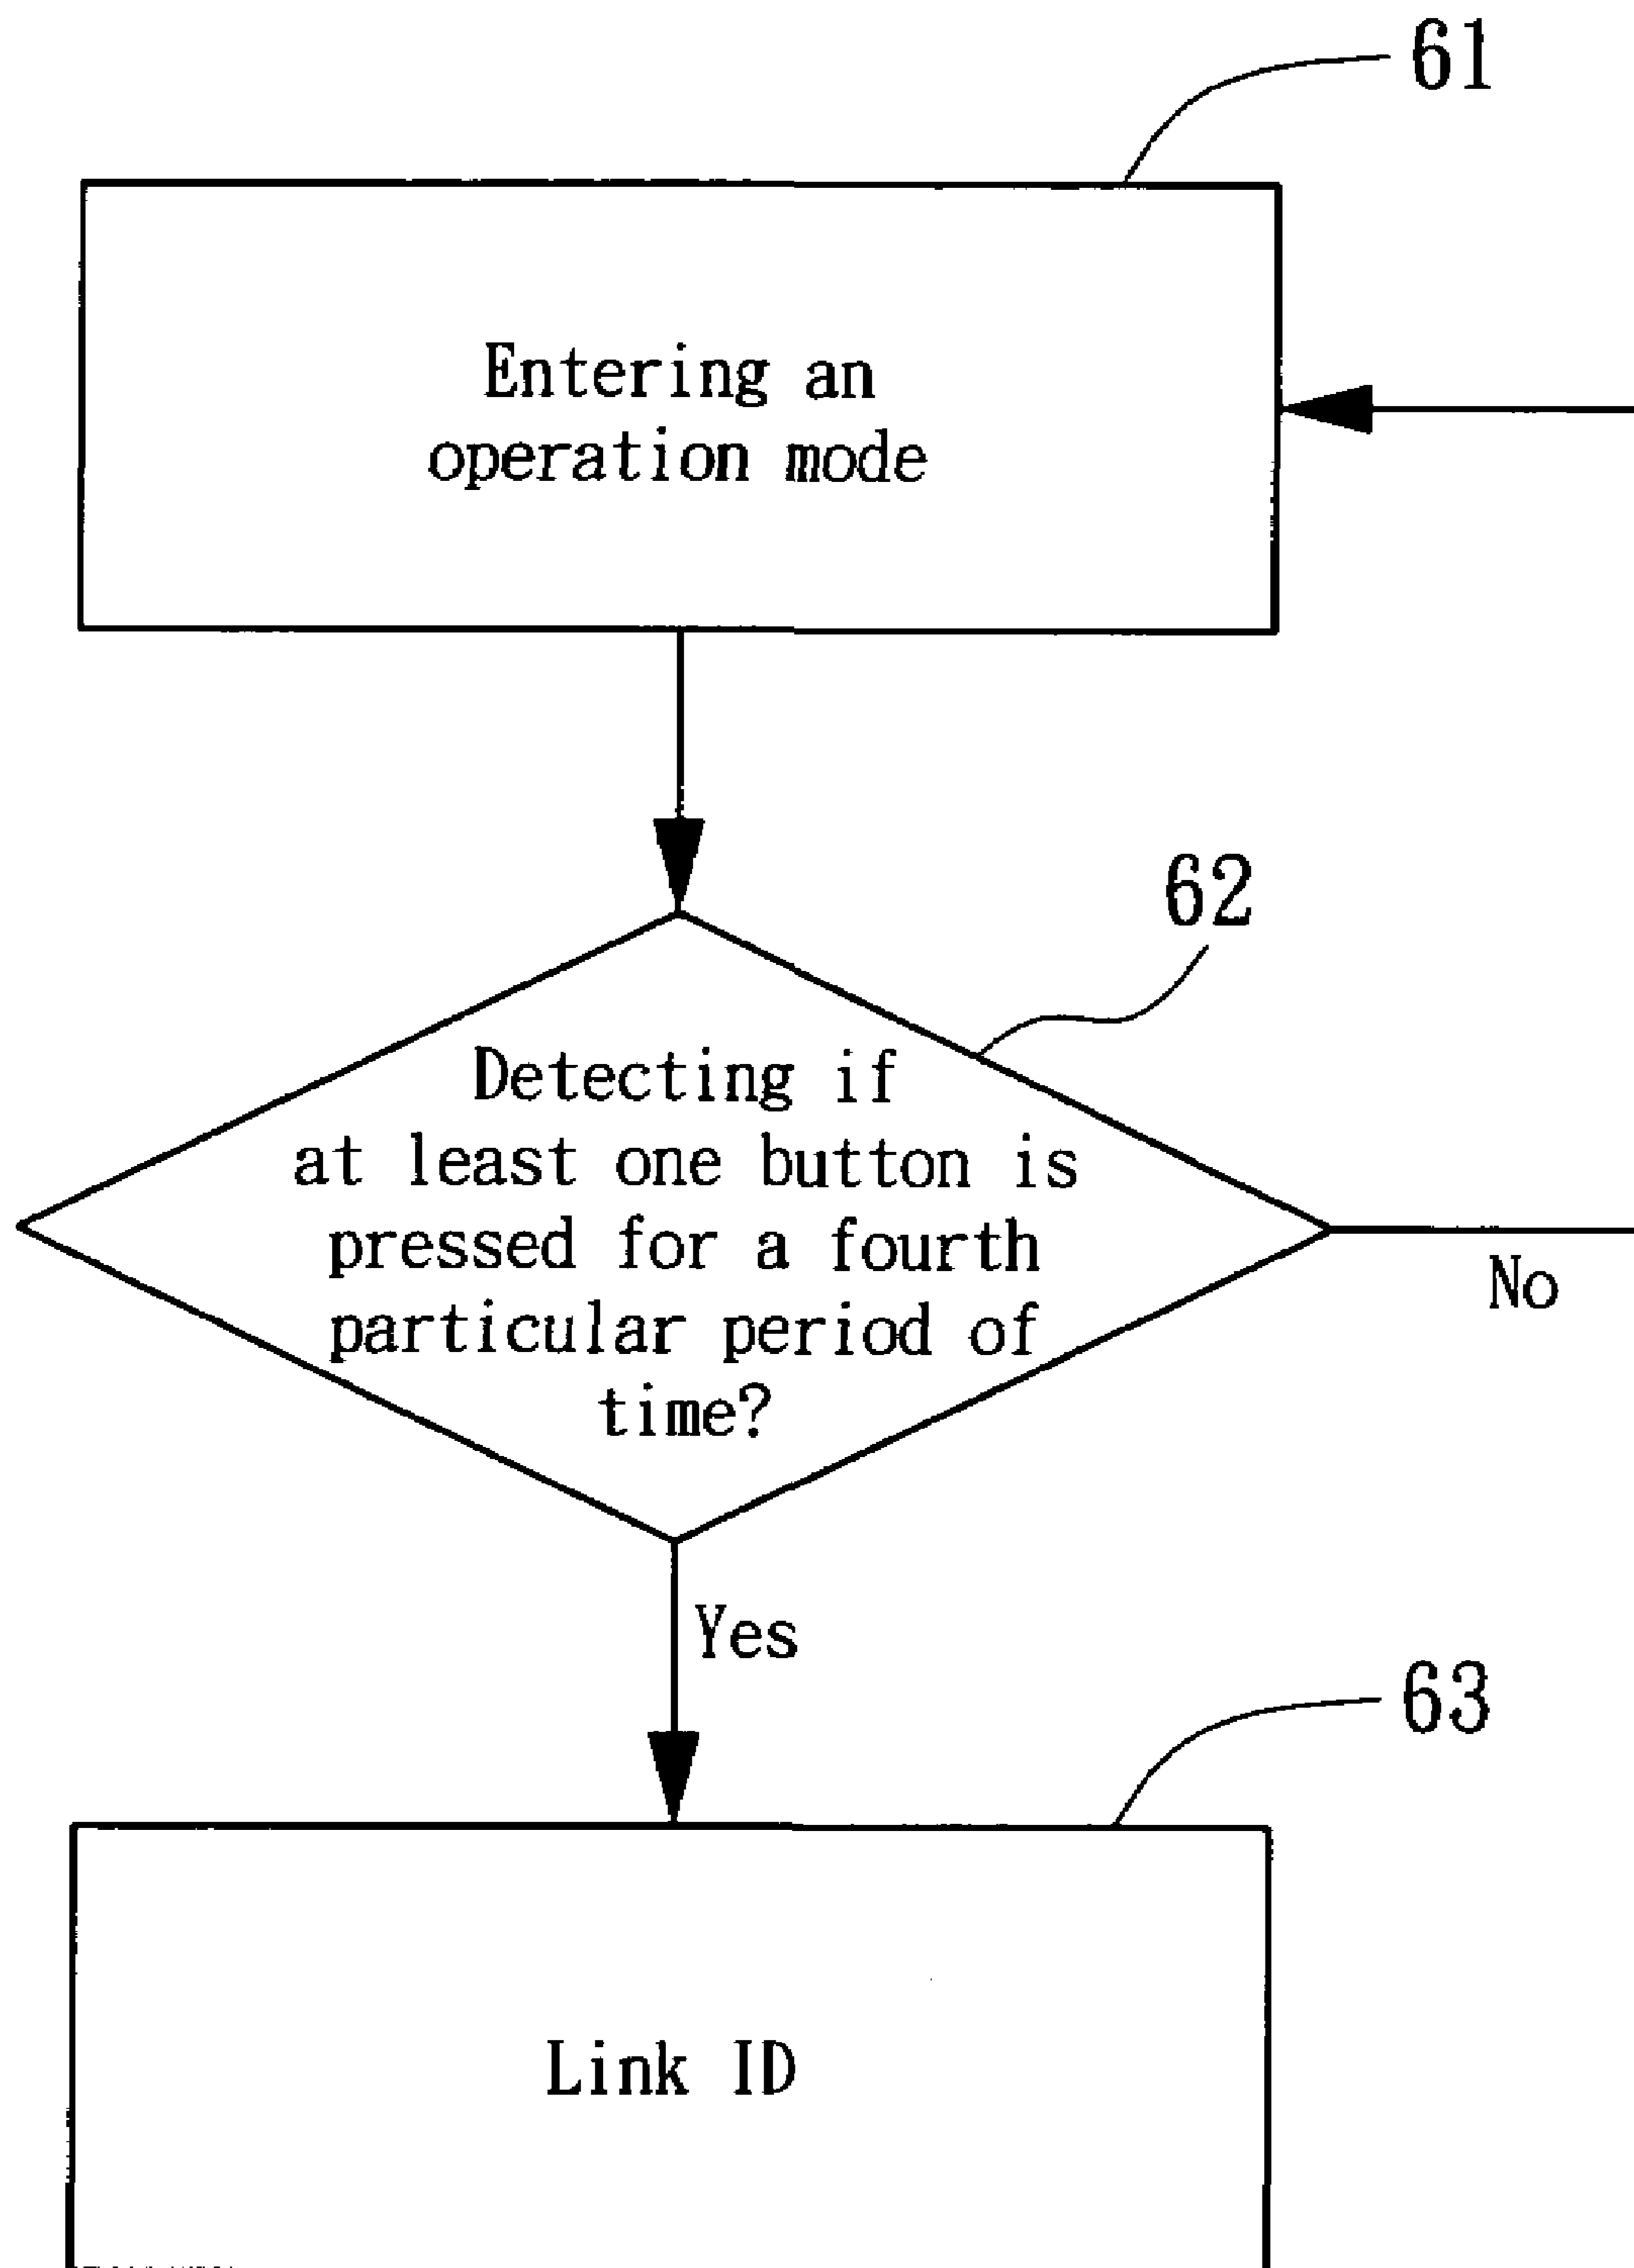 61
Entering an
operation mode
62
Detecting if
at least one button is
pressed for a fourth
particular period of
time?
No
Yes
63
Link ID